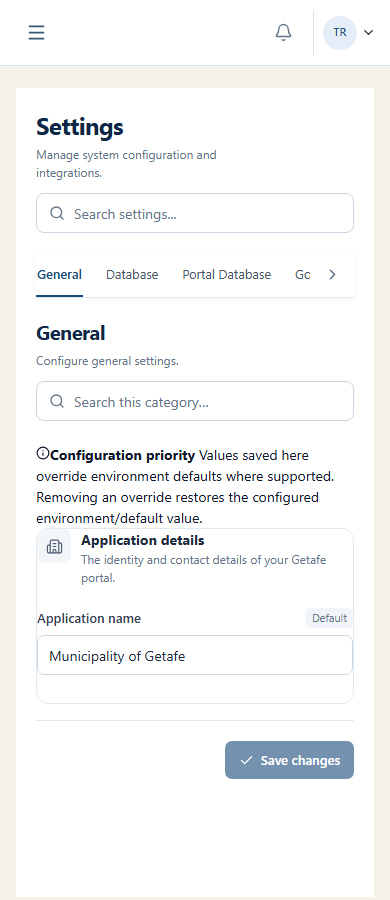 TR
Settings
Manage system configuration and
integrations.
Search settings...
General Database Portal Database Go
General
Configure general settings.
Search this category...
Configuration priority Values saved here
override environment defaults where supported.
Removing an override restores the configured
environment/default value.
Application details
The identity and contact details of your Getafe
portal.
Application name Default
Municipality of Getafe
Save changes